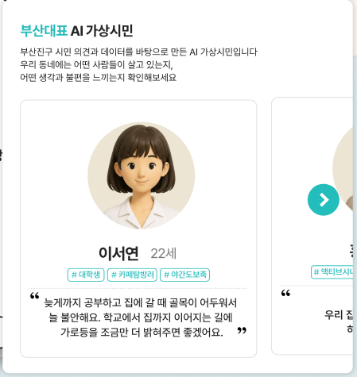 부산대표 AI 가상시민
부산진구 시민 의견과 데이터를 바탕으로 만든 AI 가상시민입니다
우리 동네에는 어떤 사람들이 살고 있는지,
어떤 생각과 불편을 느끼는지 확인해보세요
이서연 22세
# 대학생 # 카페탐방러 # 야간도보족
“ 늦게까지 공부하고 집에 갈 때 골목이 어두워서
늘 불안해요. 학교에서 집까지 이어지는 길에
가로등을 조금만 더 밝혀주면 좋겠어요. ”
# 액티브시니
“
우리 집